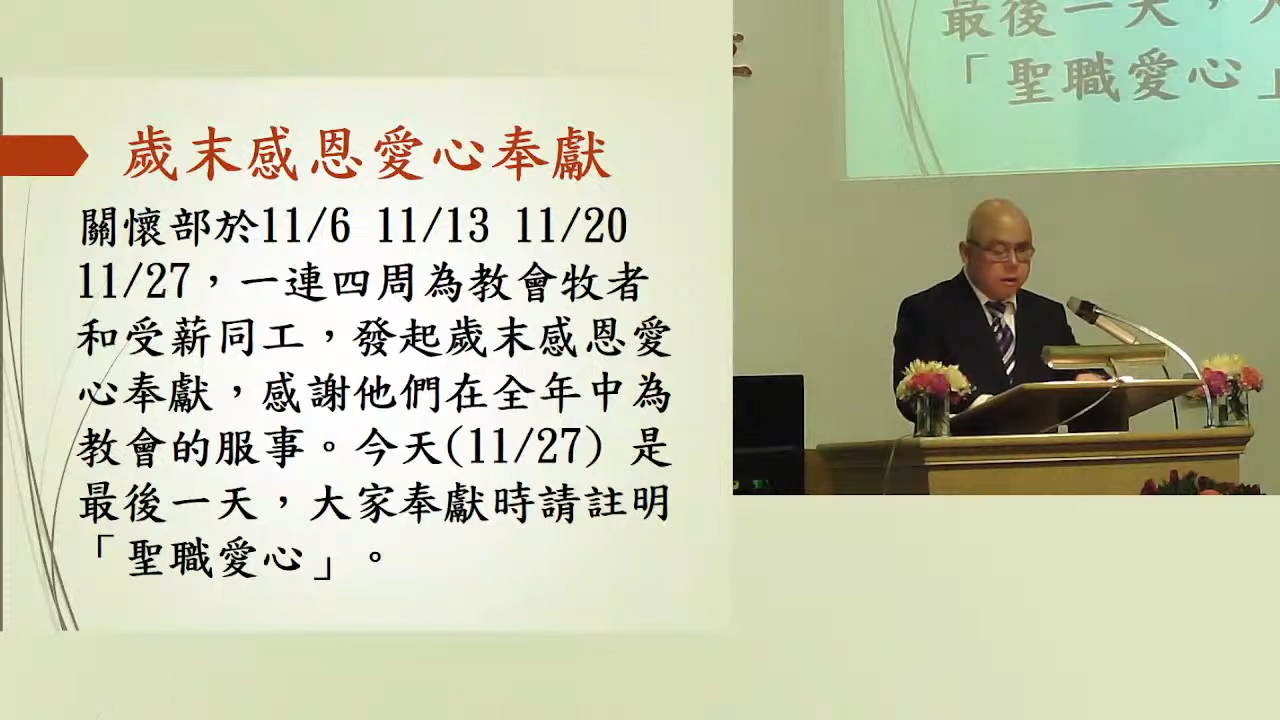 歲末感恩愛心奉獻
關懷部於11/6 11/13 11/20
11/27，一連四周為教會牧者
和受薪同工，發起歲末感恩愛
心奉獻，感謝他們在全年中為
教會的服事。今天(11/27) 是
最後一天，大家奉獻時請註明
「聖職愛心」。
最後一天，
「聖職愛心」